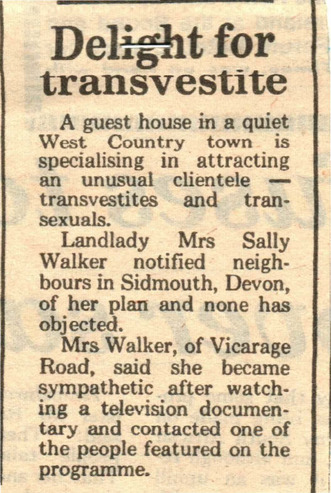 Delight for
transvestite
A guest house in a quiet
West Country town is
specialising in attracting
an unusual clientele —
transvestites and tran-
sexuals.
Landlady Mrs Sally
Walker notified neigh-
bours in Sidmouth, Devon,
of her plan and none has
objected.
Mrs Walker, of Vicarage
Road, said she became
sympathetic after watch-
ing a television documen-
tary and contacted one of
the people featured on the
programme.